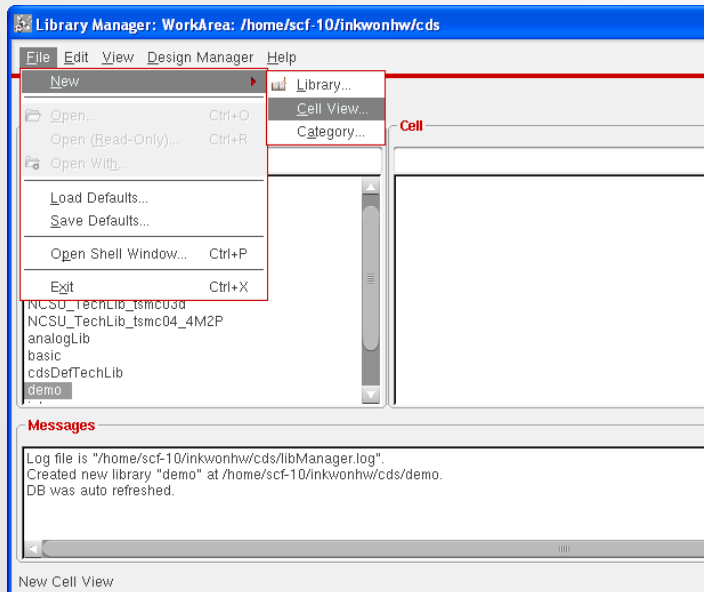 Library Manager: WorkArea: /home/scf-10/inkwonhw/cds
File Edit View Design Manager Help
New
Library...
Cell View...
Category...
Open... Ctrl+O
Open (Read-Only)... Ctrl+R
Open With...
Load Defaults...
Save Defaults...
Open Shell Window... Ctrl+P
Exit Ctrl+X
Cell
NCSU_TechLib_tsmc03d
NCSU_TechLib_tsmc04_4M2P
analogLib
basic
cdsDefTechLib
demo
Messages
Log file is "/home/scf-10/inkwonhw/cds/libManager.log".
Created new library "demo" at /home/scf-10/inkwonhw/cds/demo.
DB was auto refreshed.
New Cell View